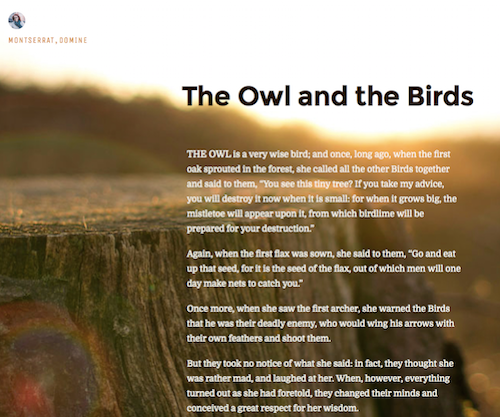 MONTSERRAT, DOMINE
The Owl and the Birds
THE OWL is a very wise bird; and once, long ago, when the first
oak sprouted in the forest, she called all the other Birds together
and said to them, “You see this tiny tree? If you take my advice,
you will destroy it now when it is small: for when it grows big, the
mistletoe will appear upon it, from which birdlime will be
prepared for your destruction.”
Again, when the first flax was sown, she said to them, “Go and eat
up that seed, for it is the seed of the flax, out of which men will one
day make nets to catch you.”
Once more, when she saw the first archer, she warned the Birds
that he was their deadly enemy, who would wing his arrows with
their own feathers and shoot them.
But they took no notice of what she said: in fact, they thought she
was rather mad, and laughed at her. When, however, everything
turned out as she had foretold, they changed their minds and
conceived a great respect for her wisdom.